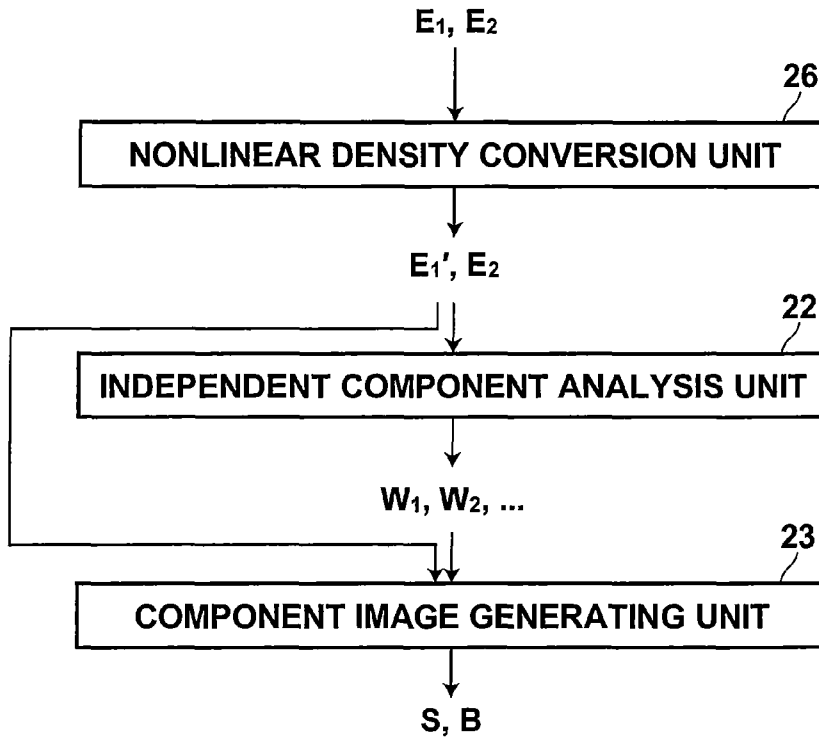 E₁, E₂
26
NONLINEAR DENSITY CONVERSION UNIT
E₁′, E₂
22
INDEPENDENT COMPONENT ANALYSIS UNIT
W₁, W₂, ...
23
COMPONENT IMAGE GENERATING UNIT
S, B